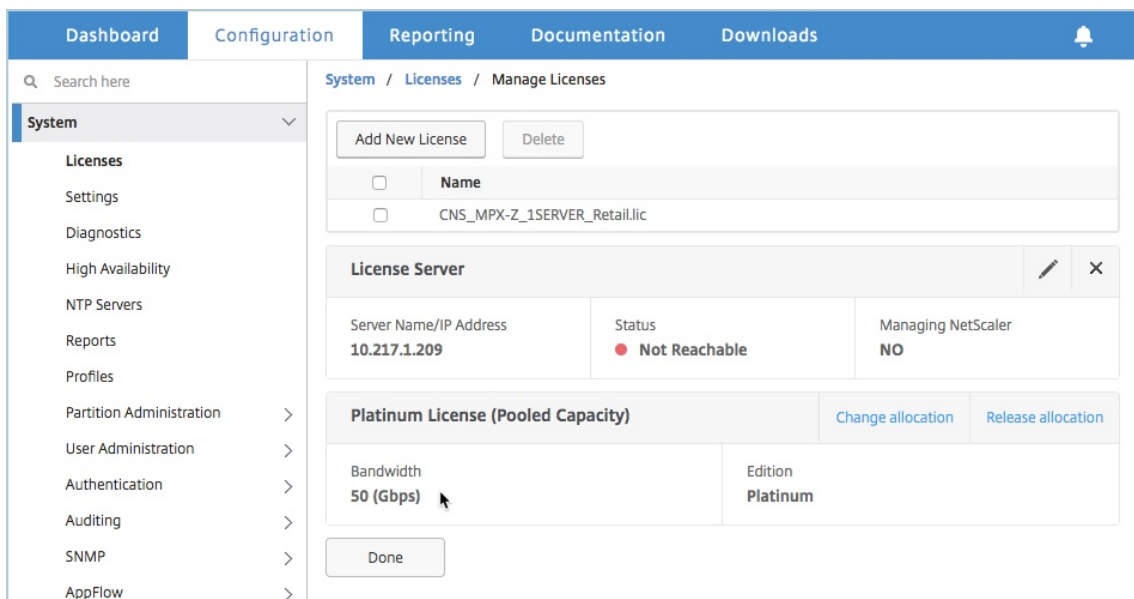 Dashboard Configuration Reporting Documentation Downloads
Search here
System
Licenses
Settings
Diagnostics
High Availability
NTP Servers
Reports
Profiles
Partition Administration
User Administration
Authentication
Auditing
SNMP
AppFlow
System / Licenses / Manage Licenses
Add New License Delete
Name
CNS_MPX-Z_1SERVER_Retail.lic
License Server
Server Name/IP Address Status Managing NetScaler
10.217.1.209 Not Reachable NO
Platinum License (Pooled Capacity) Change allocation Release allocation
Bandwidth Edition
50 (Gbps) Platinum
Done